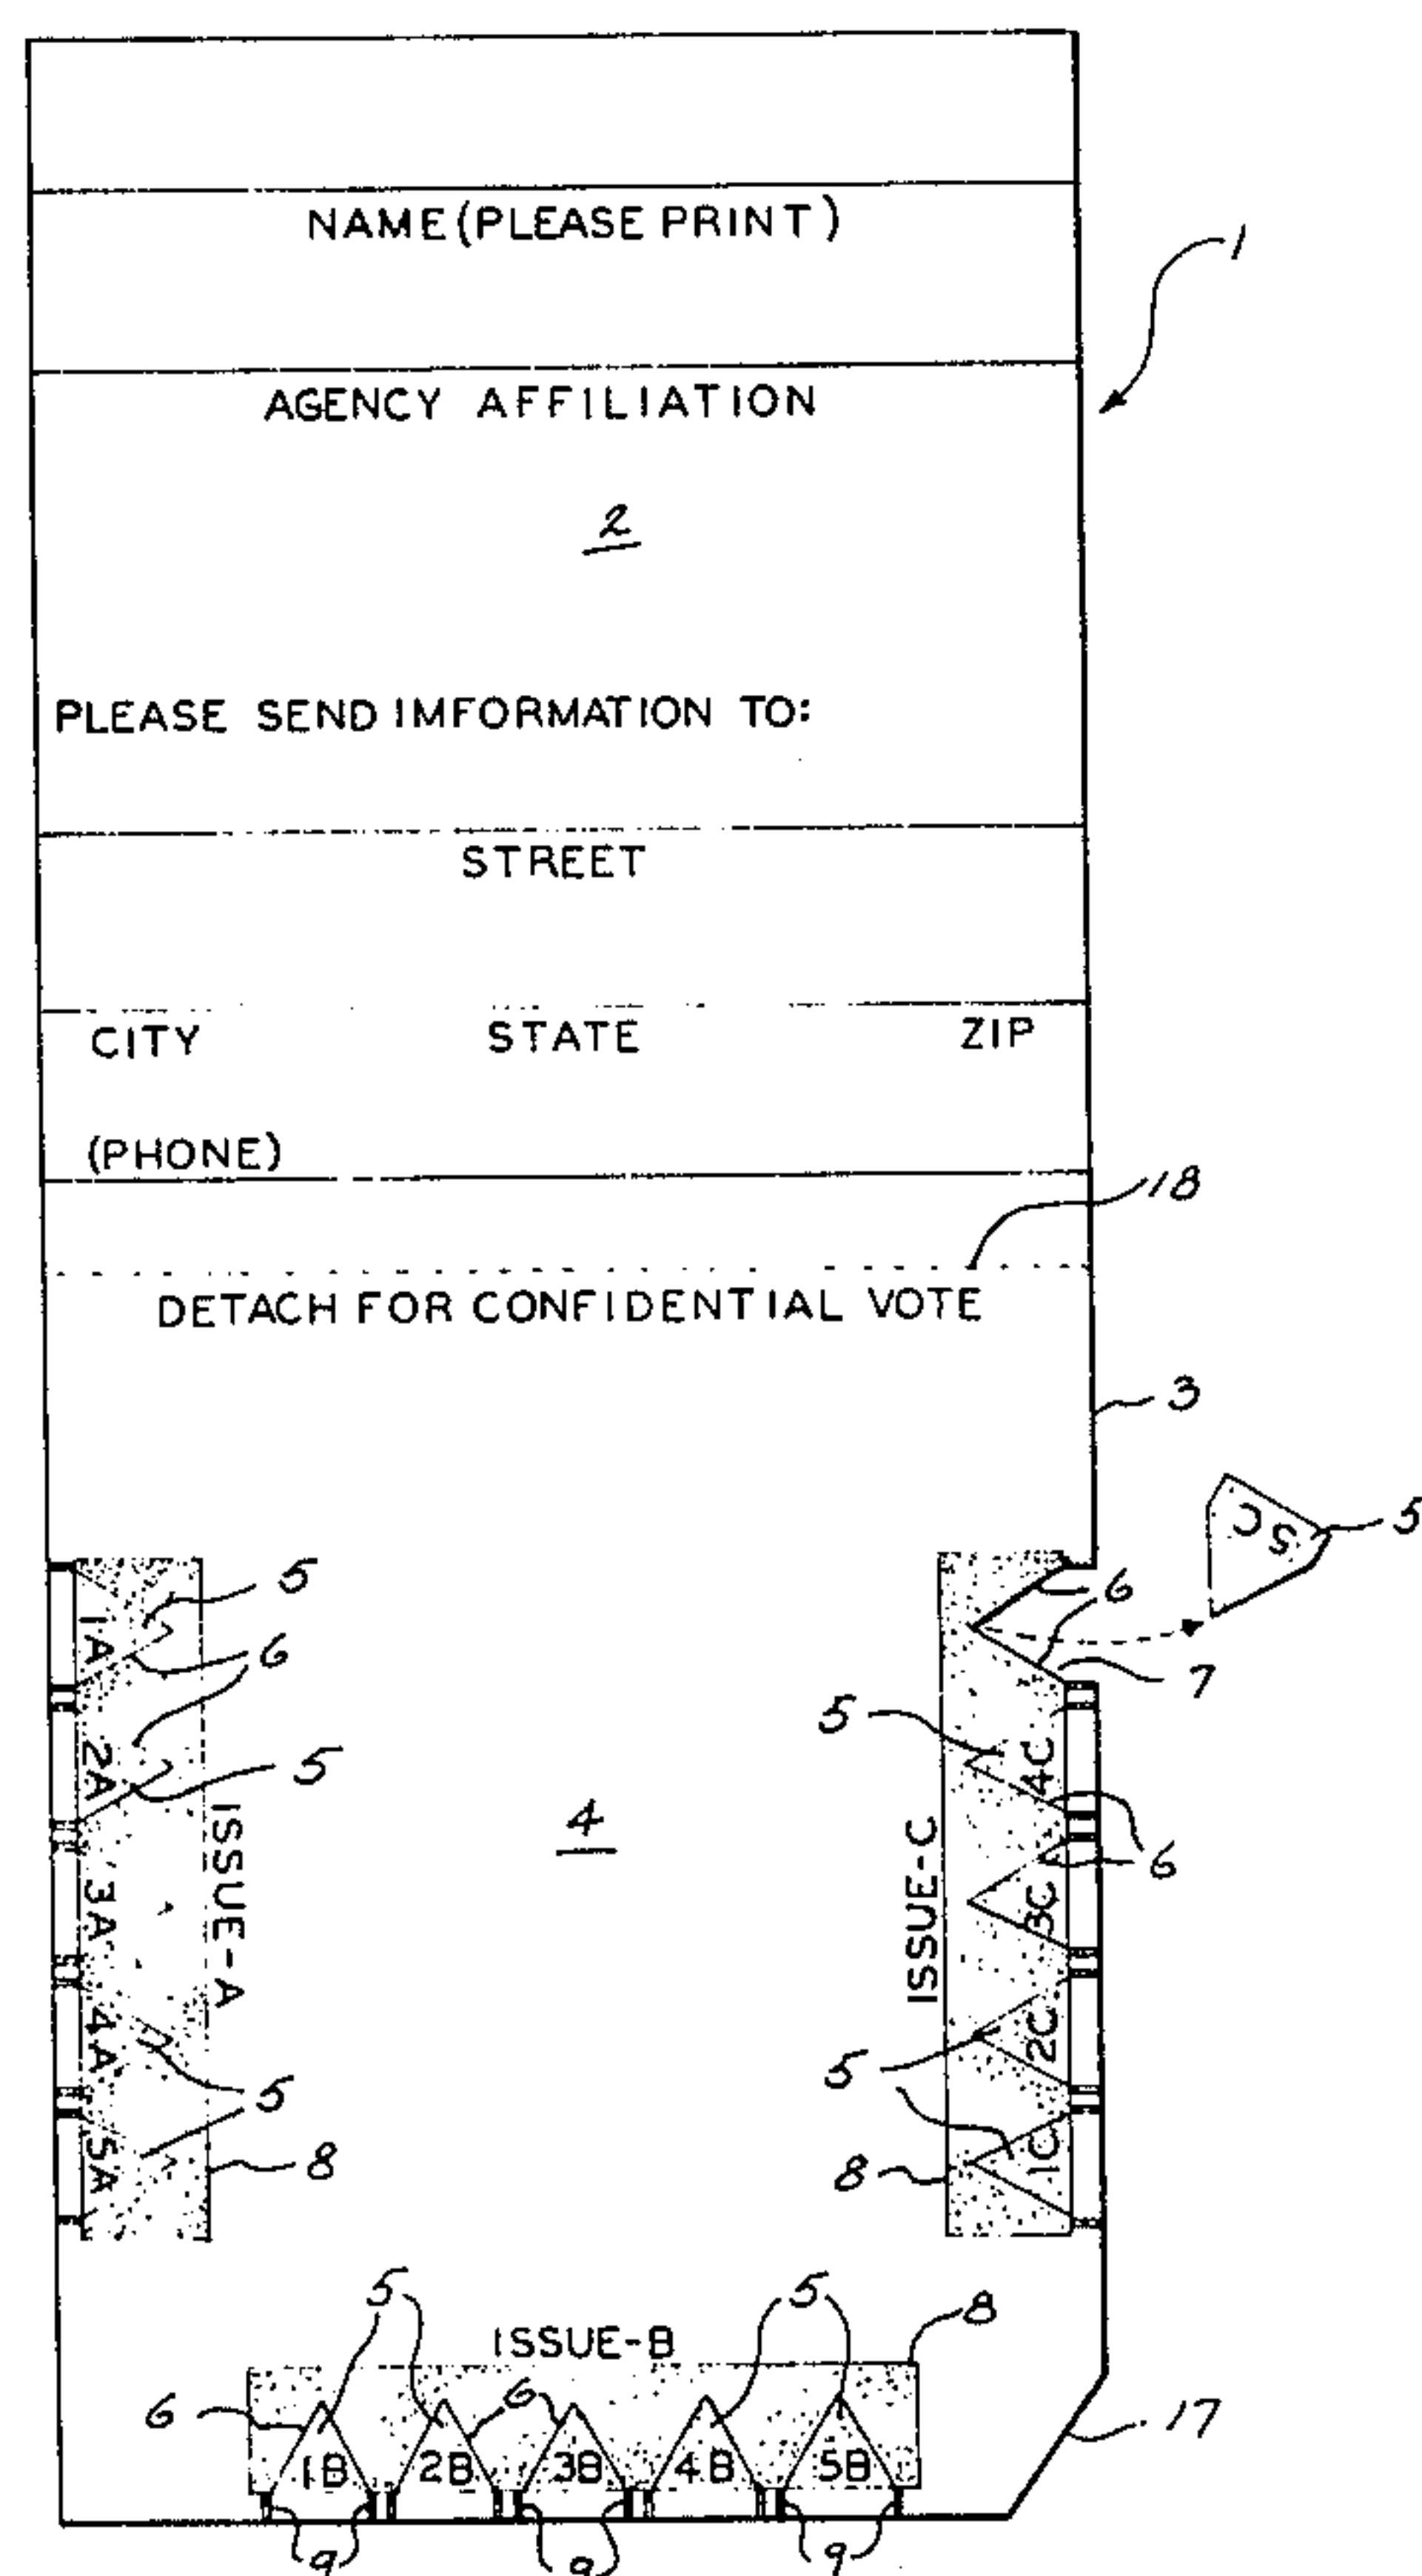 NAME (PLEASE PRINT)
1
AGENCY AFFILIATION
2
PLEASE SEND IMFORMATION TO:
STREET
CITY STATE ZIP
(PHONE)
18
DETACH FOR CONFIDENTIAL VOTE
3
5C 5
5 6
1A 6 7
5
2A 5 4C
4
ISSUE-A ISSUE-C
6
3A 3C
4A 2C
5 5
5A 1C
8 8
5 5
ISSUE-B 8
6 6 17
1B 2B 3B 4B 5B
9 9 9